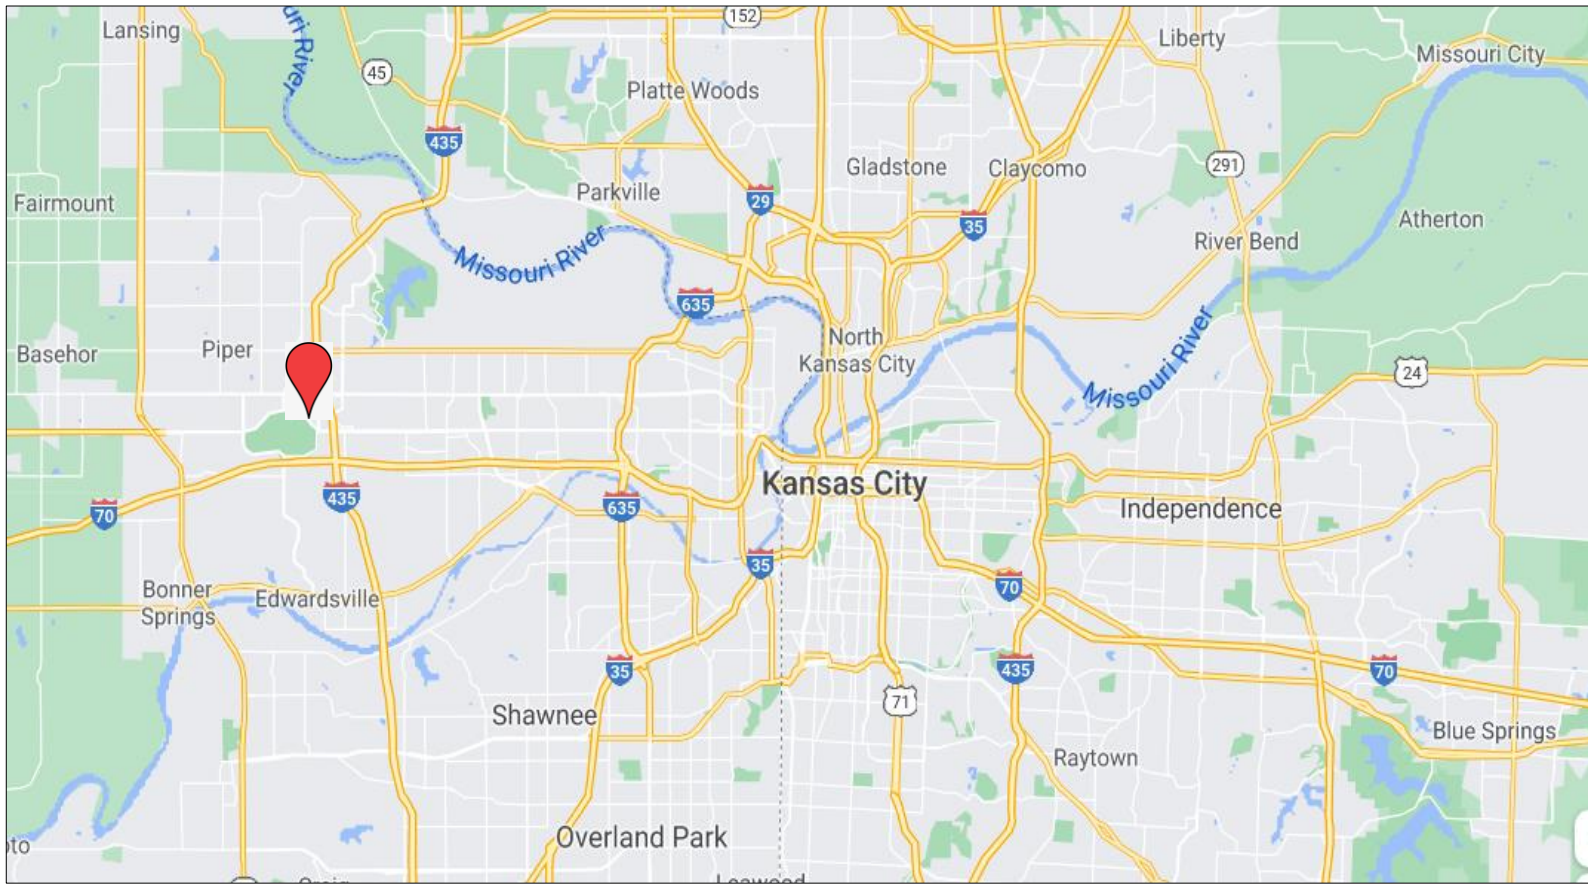 152
Lansing
Liberty
Missouri City
45
Platte Woods
435
Gladstone
Claycomo
291
Parkville
29
Fairmount
35
Atherton
River Bend
Missouri River
635
North
Kansas City
Piper
Basehor
Missouri River
24
Kansas City
435
635
70
Independence
35
70
Bonner
Springs
Edwardsville
35
435
70
71
Shawnee
Blue Springs
Raytown
Overland Park